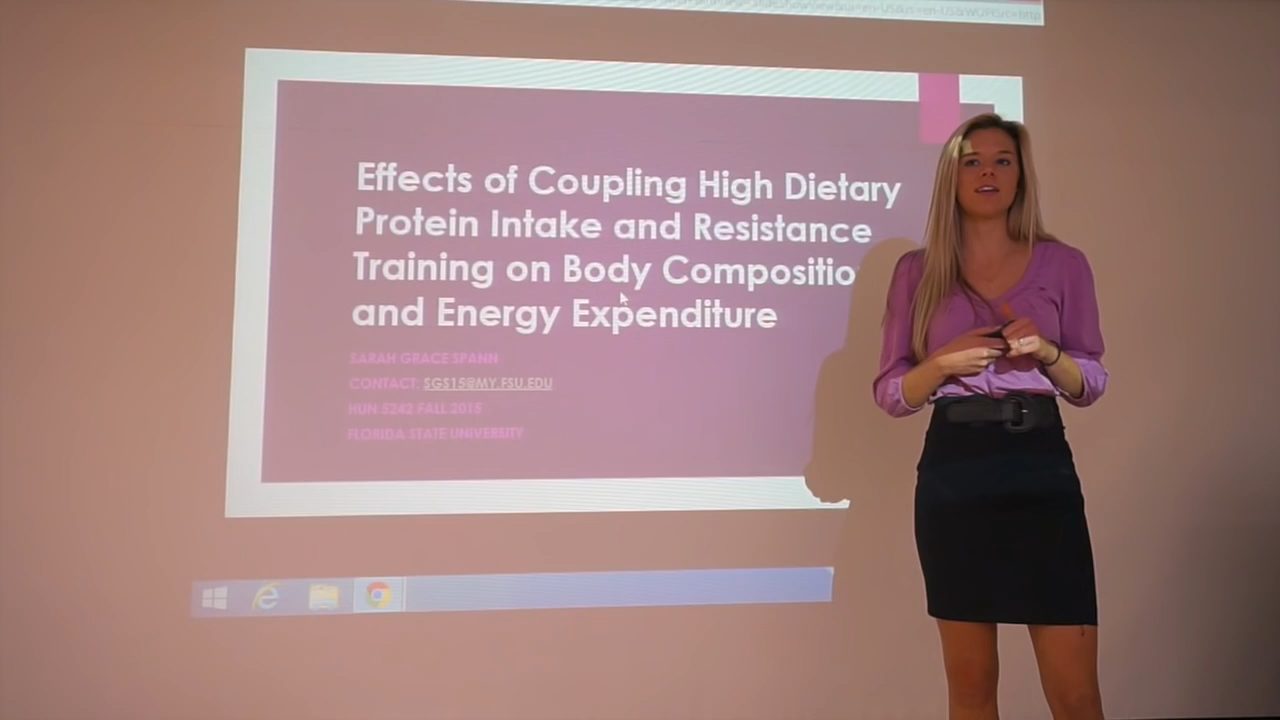 Effects of Coupling High Dietary
Protein Intake and Resistance
Training on Body Compositio
and Energy Expenditure
SARAH GRACE SPANN
CONTACT: SGS15@MY.FSU.EDU
HUN 5242 FALL 2015
FLORIDA STATE UNIVERSITY